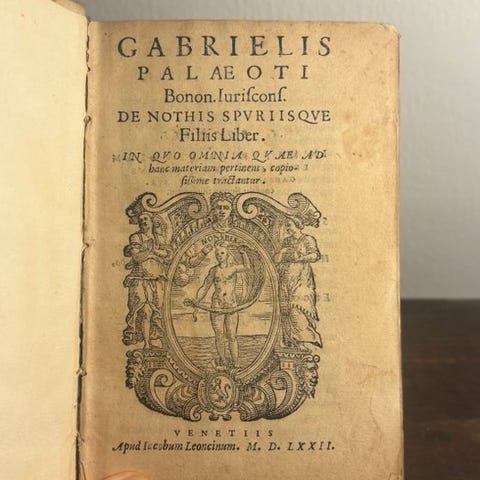 GABRIELIS
PALAEOTI
Bonon. Iuriſconſ.
DE NOTHIS SPVRIISQVE
Filiis Liber.
IN QVO OMNIA QVAE AD
hanc materiam pertinent, copio-
ſiſſime tractantur.
VENETIIS
Apud Iacobum Leoncinum. M. D. LXXII.